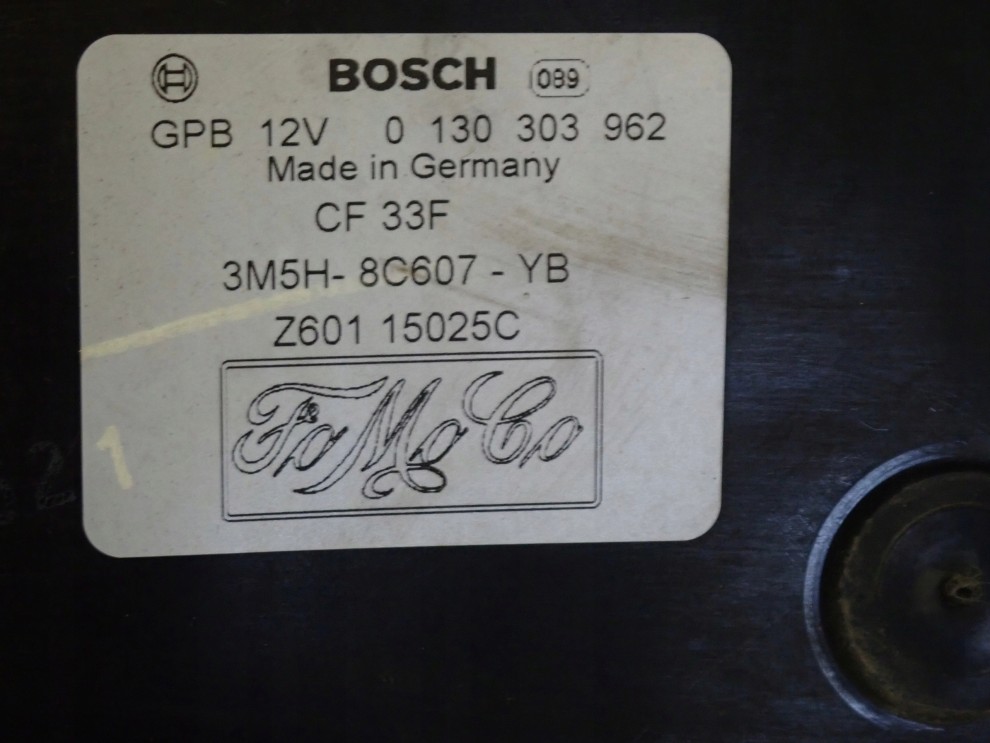 BOSCH 089
GPB 12V 0 130 303 962
Made in Germany
CF 33F
3M5H- 8C607 - YB
Z601 15025C
FoMoCo
1
2